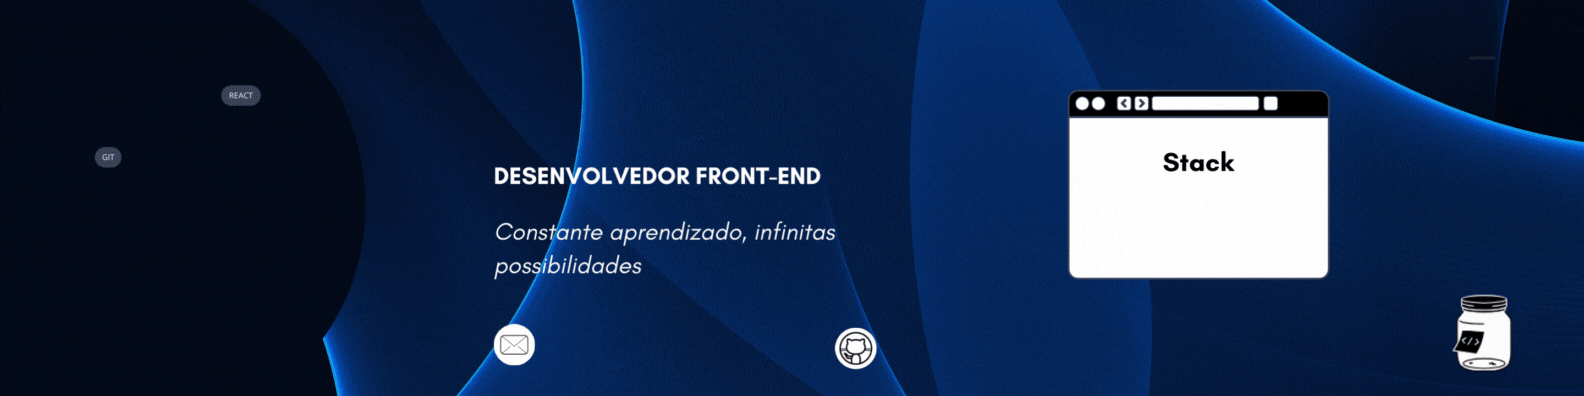 REACT
GIT
DESENVOLVEDOR FRONT-END
Constante aprendizado, infinitas
possibilidades
Stack
</>